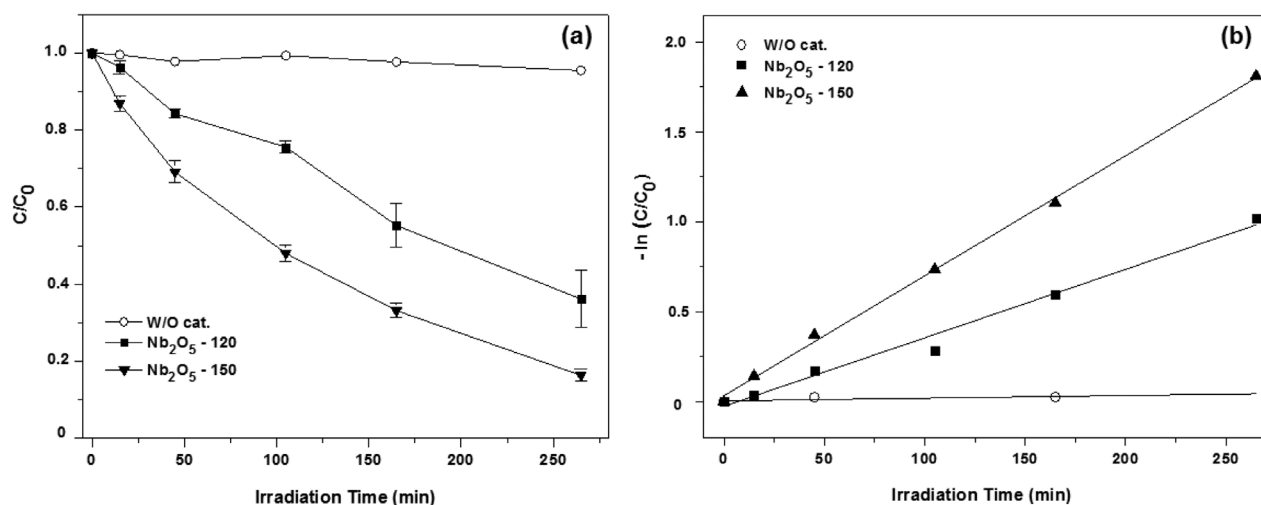 (a)
1.0
0.8
0.6
0.4
0.2
0
C/C₀
W/O cat.
Nb₂O₅ - 120
Nb₂O₅ - 150
0 50 100 150 200 250
Irradiation Time (min)
(b)
2.0
1.5
1.0
0.5
0
- ln (C/C₀)
W/O cat.
Nb₂O₅ - 120
Nb₂O₅ - 150
0 50 100 150 200 250
Irradiation Time (min)